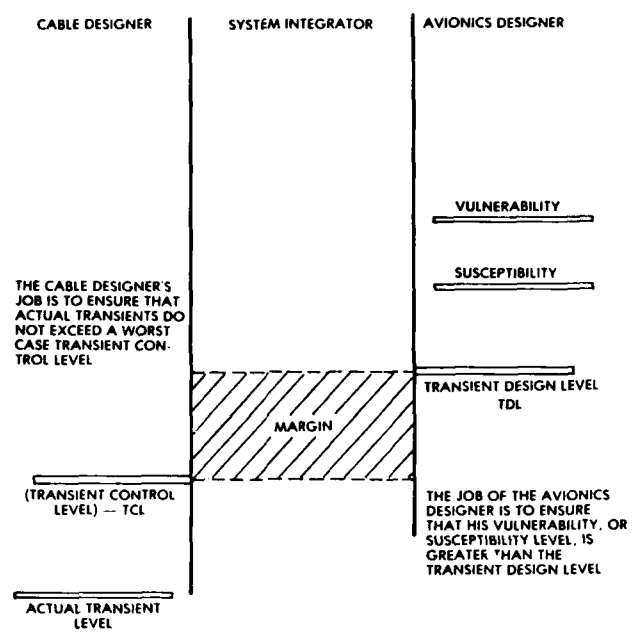 CABLE DESIGNER
SYSTEM INTEGRATOR
AVIONICS DESIGNER
VULNERABILITY
SUSCEPTIBILITY
THE CABLE DESIGNER'S
JOB IS TO ENSURE THAT
ACTUAL TRANSIENTS DO
NOT EXCEED A WORST
CASE TRANSIENT CON-
TROL LEVEL
TRANSIENT DESIGN LEVEL
TDL
MARGIN
(TRANSIENT CONTROL
LEVEL) — TCL
THE JOB OF THE AVIONICS
DESIGNER IS TO ENSURE
THAT HIS VULNERABILITY, OR
SUSCEPTIBILITY LEVEL, IS
GREATER THAN THE
TRANSIENT DESIGN LEVEL
ACTUAL TRANSIENT
LEVEL